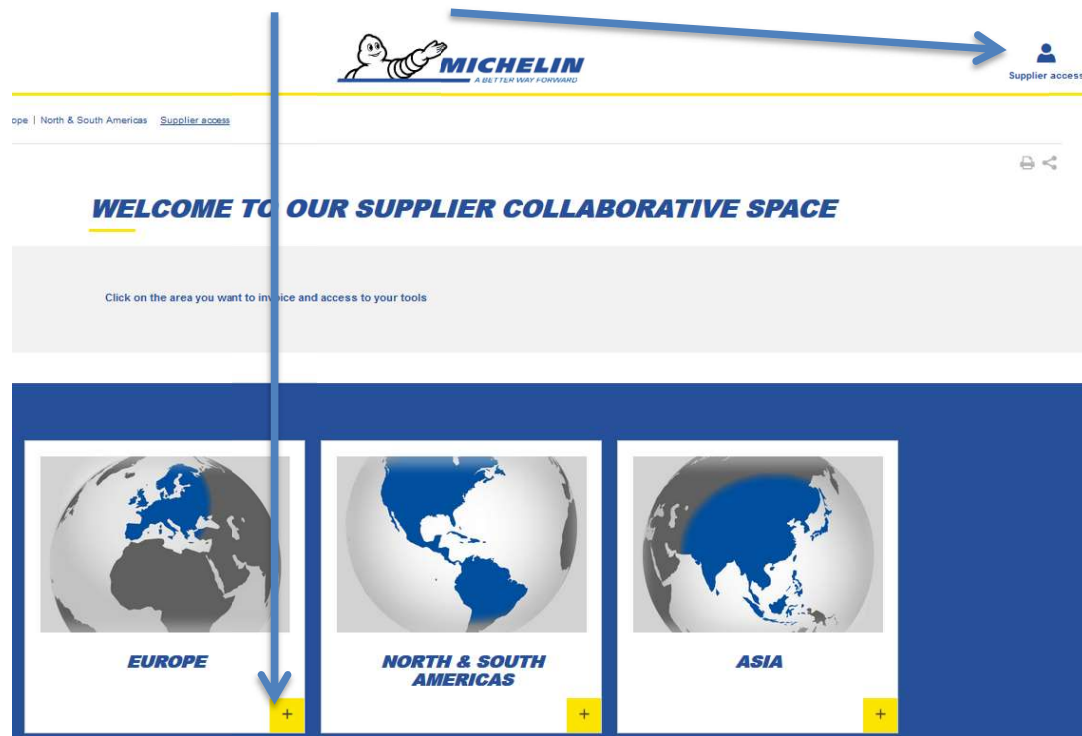 MICHELIN
A BETTER WAY FORWARD
Supplier access
ope | North & South Americas Supplier access
WELCOME TO OUR SUPPLIER COLLABORATIVE SPACE
Click on the area you want to invoice and access to your tools
EUROPE
NORTH & SOUTH
AMERICAS
ASIA
+
+
+